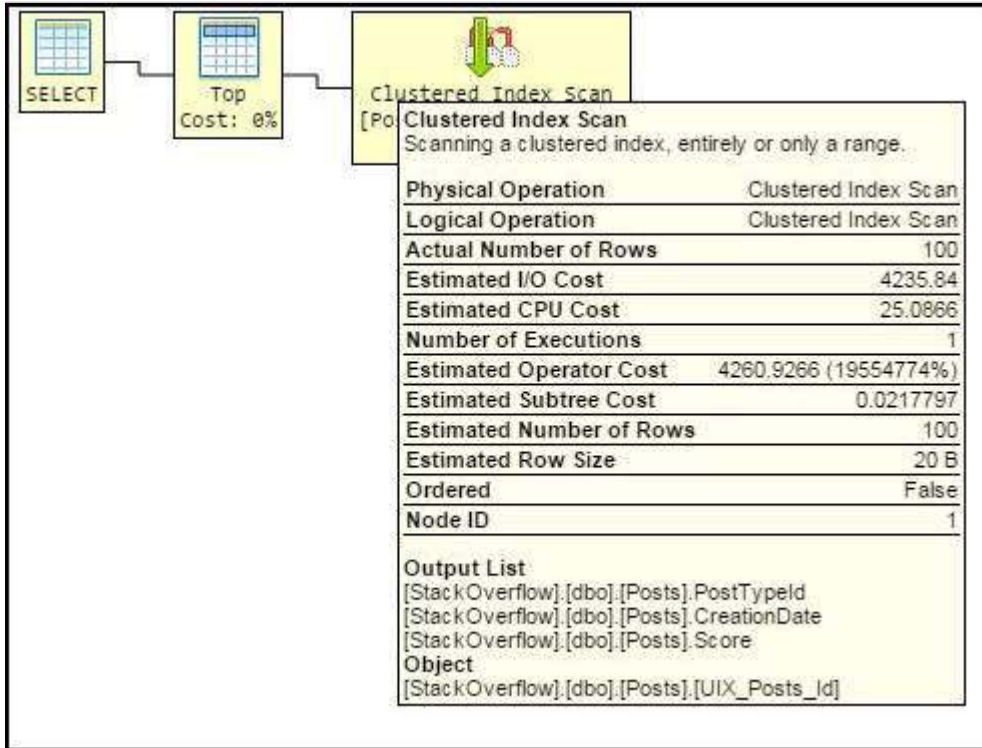 SELECT
Top
Cost: 0%
Clustered Index Scan
[Po
Clustered Index Scan
Scanning a clustered index, entirely or only a range.
Physical Operation Clustered Index Scan
Logical Operation Clustered Index Scan
Actual Number of Rows 100
Estimated I/O Cost 4235.84
Estimated CPU Cost 25.0866
Number of Executions 1
Estimated Operator Cost 4260.9266 (19554774%)
Estimated Subtree Cost 0.0217797
Estimated Number of Rows 100
Estimated Row Size 20 B
Ordered False
Node ID 1
Output List
[StackOverflow].[dbo].[Posts].PostTypeId
[StackOverflow].[dbo].[Posts].CreationDate
[StackOverflow].[dbo].[Posts].Score
Object
[StackOverflow].[dbo].[Posts].[UIX_Posts_Id]